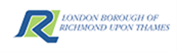 LONDON BOROUGH OF
RICHMOND UPON THAMES